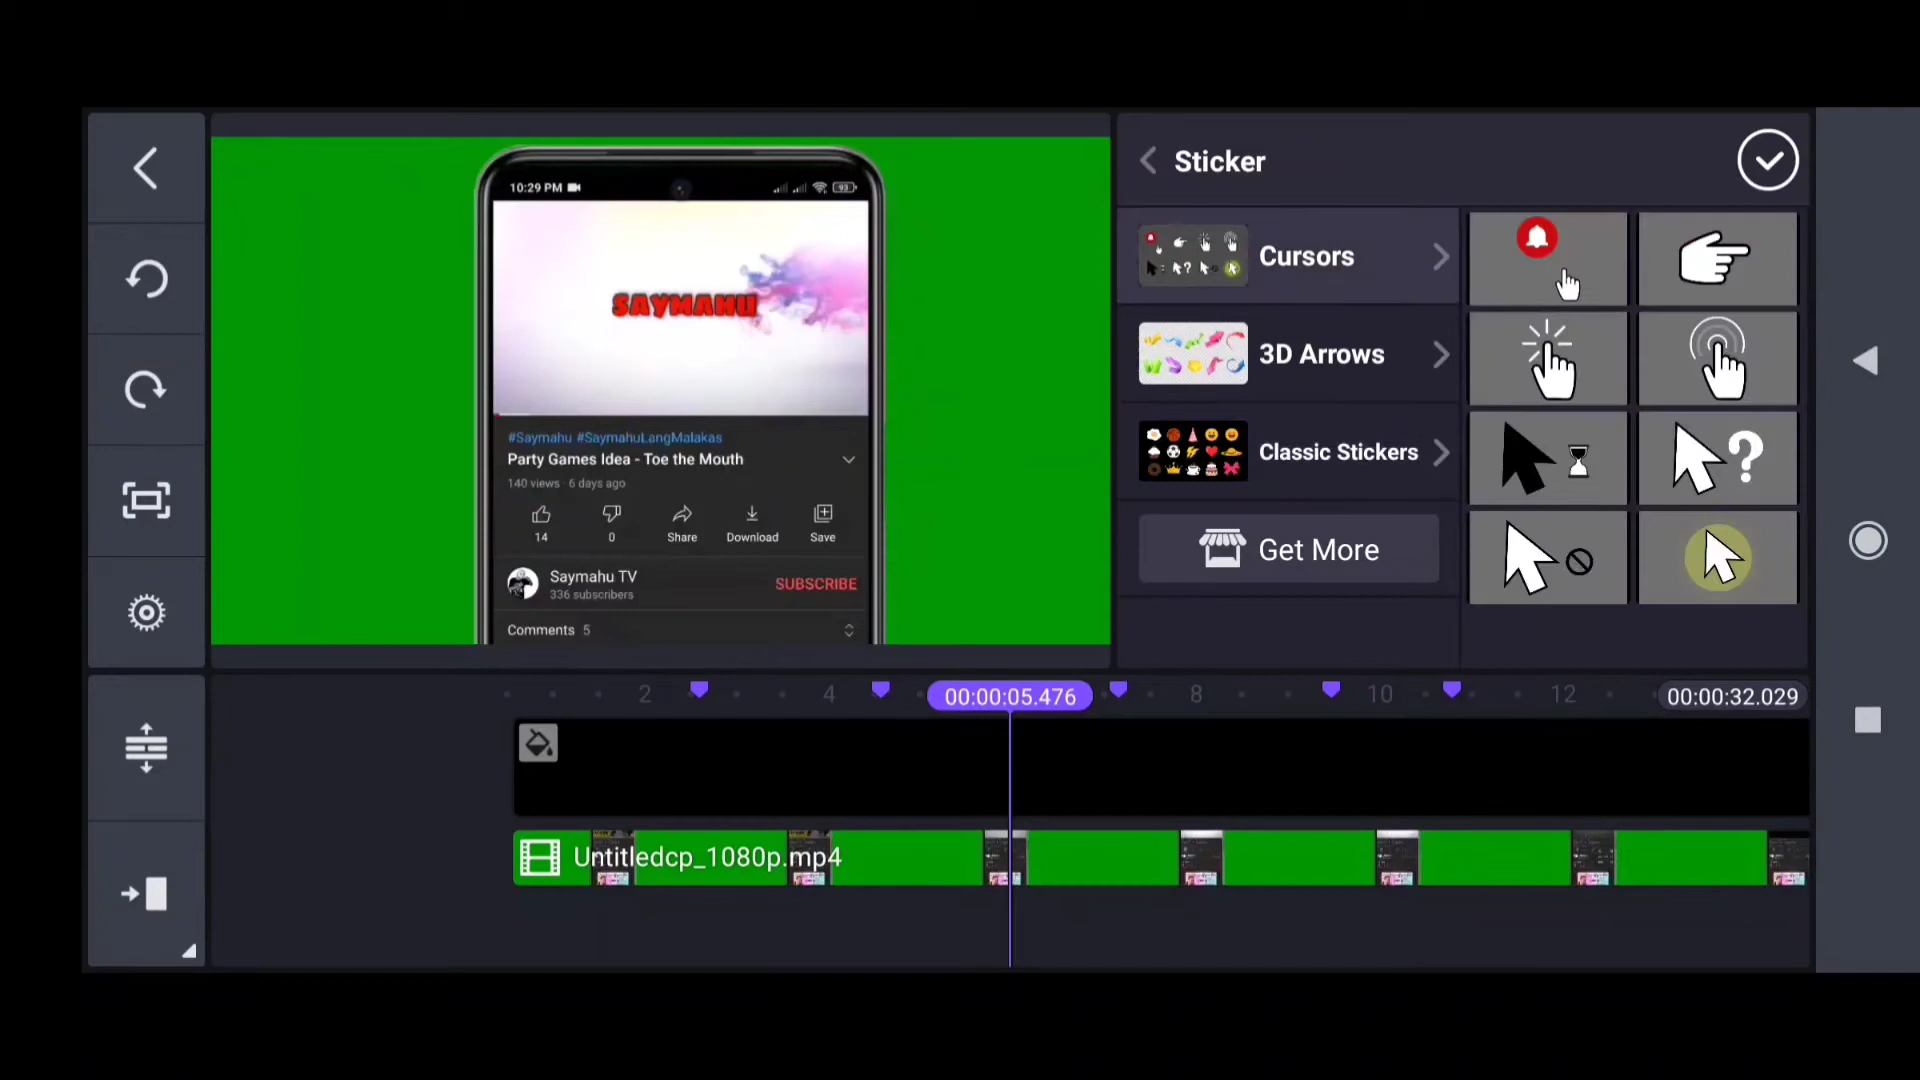 10:29 PM
93
SAYMAHU
#Saymahu #SaymahuLangMalakas
Party Games Idea - Toe the Mouth
140 views · 6 days ago
14
0
Share
Download
Save
Saymahu TV
336 subscribers
SUBSCRIBE
Comments 5
Sticker
Cursors
3D Arrows
Classic Stickers
Get More
?
2
4
00:00:05.476
8
10
12
00:00:32.029
Untitledcp_1080p.mp4